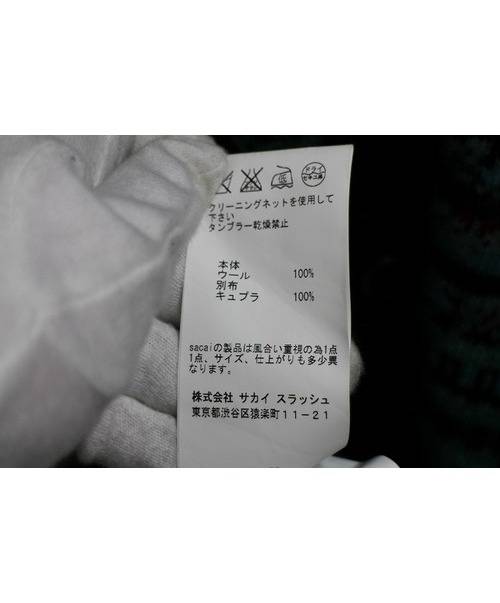 低
ドライ
セキユ系
クリーニングネットを使用して
下さい
タンブラー乾燥禁止
本体
ウール 100%
別布
キュプラ 100%
sacaiの製品は風合い重視の為1点
1点、サイズ、仕上がりも多少異
なります。
株式会社 サカイ スラッシュ
東京都渋谷区猿楽町11-21